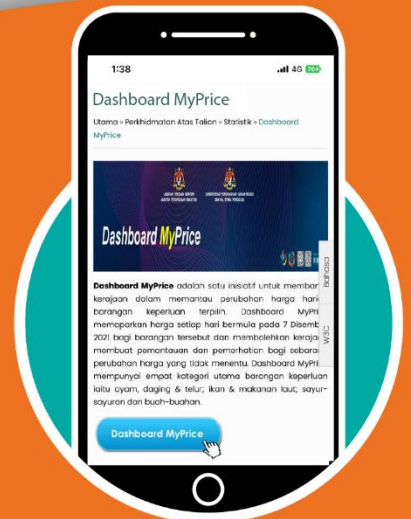 1:38
4G
Dashboard MyPrice
Utama » Perkhidmatan Atas Talian » Statistik » Dashboard
MyPrice
Dashboard MyPrice
Dashboard MyPrice adalah satu inisiatif untuk memban
kerajaan dalam memantau perubahan harga hari
barangan keperluan terpilih. Dashboard MyPri
memaparkan harga setiap hari bermula pada 7 Disemb
2021 bagi barangan tersebut dan membolehkan keraja
membuat pemantauan dan pemerhatian bagi sebara
perubahan harga yang tidak menentu. Dashboard MyPri
mempunyai empat kategori utama barangan keperluan
iaitu ayam, daging & telur; ikan & makanan laut; sayur-
sayuran dan buah-buahan.
W3C
Dashboard MyPrice